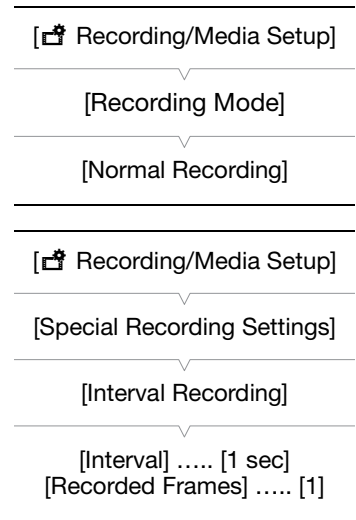 [ Recording/Media Setup]
[Recording Mode]
[Normal Recording]
[ Recording/Media Setup]
[Special Recording Settings]
[Interval Recording]
[Interval] ..... [1 sec]
[Recorded Frames] ..... [1]